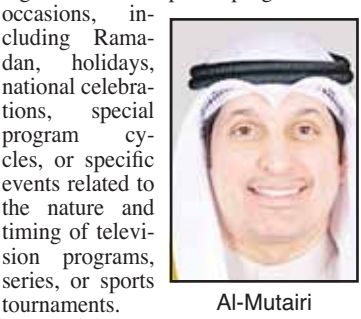 occasions, in-
cluding Rama-
dan, holidays,
national celebra-
tions, special
program cy-
cles, or specific
events related to
the nature and
timing of televi-
sion programs,
series, or sports
tournaments.
Al-Mutairi